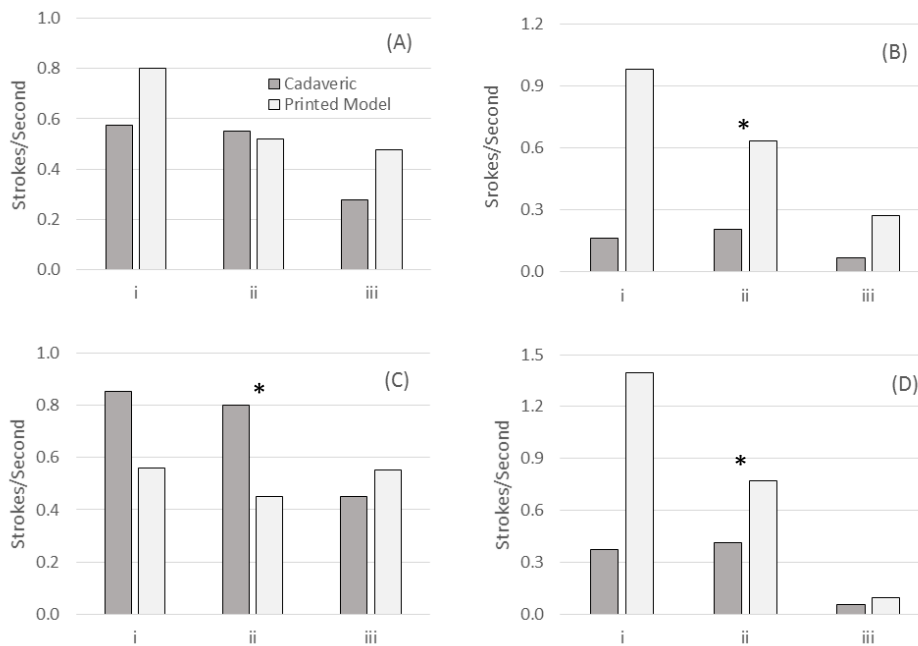 (A)
Strokes/Second
1.0
0.8
0.6
0.4
0.2
0.0
Cadaveric
Printed Model
i ii iii
(B)
Srokes/Second
1.2
0.9
0.6
0.3
0.0
*
i ii iii
(C)
Strokes/Second
1.0
0.8
0.6
0.4
0.2
0.0
*
i ii iii
(D)
Strokes/Second
1.5
1.2
0.9
0.6
0.3
0.0
*
i ii iii